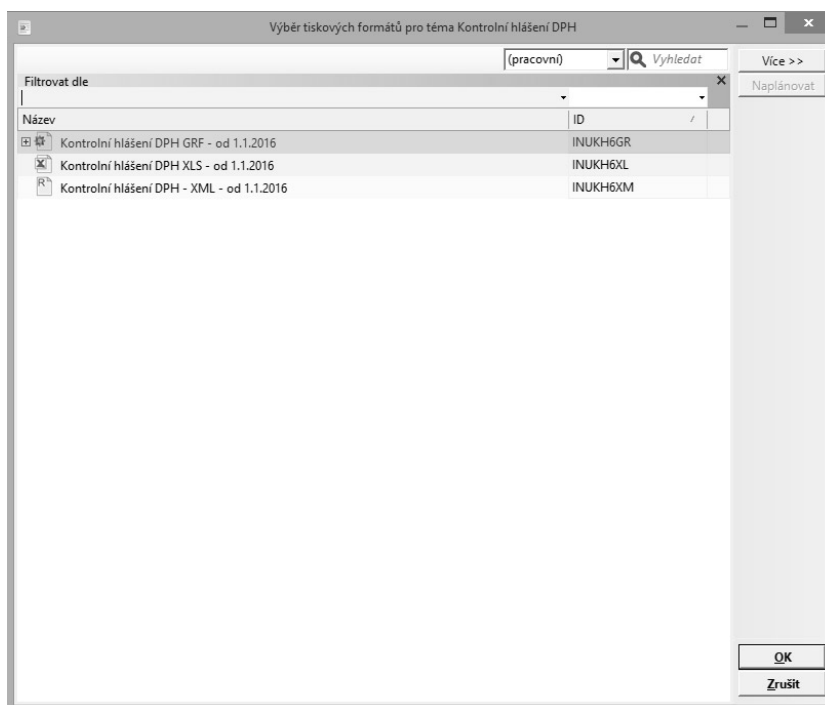 Výběr tiskových formátů pro téma Kontrolní hlášení DPH
(pracovní) Vyhledat Více >>
Filtrovat dle Naplánovat
Název ID
Kontrolní hlášení DPH GRF - od 1.1.2016 INUKH6GR
Kontrolní hlášení DPH XLS - od 1.1.2016 INUKH6XL
Kontrolní hlášení DPH - XML - od 1.1.2016 INUKH6XM
OK
Zrušit